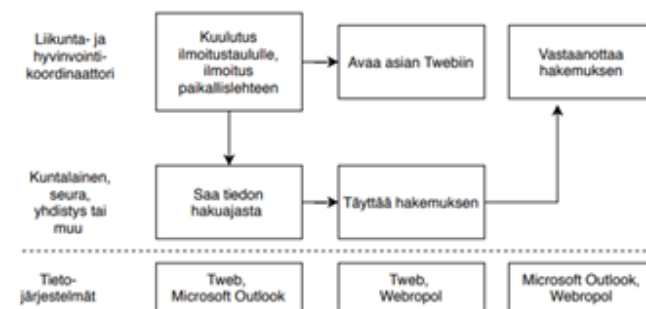 Liikunta- ja
hyvinvointi-
koordinaattori
Kuulutus
ilmoitustaululle,
ilmoitus
paikallislehteen
Avaa asian Twebiin
Vastaanottaa
hakemuksen
Kuntalainen,
seura,
yhdistys tai
muu
Saa tiedon
hakuajasta
Täyttää hakemuksen
Tieto-
järjestelmät
Tweb,
Microsoft Outlook
Tweb,
Webropol
Microsoft Outlook,
Webropol